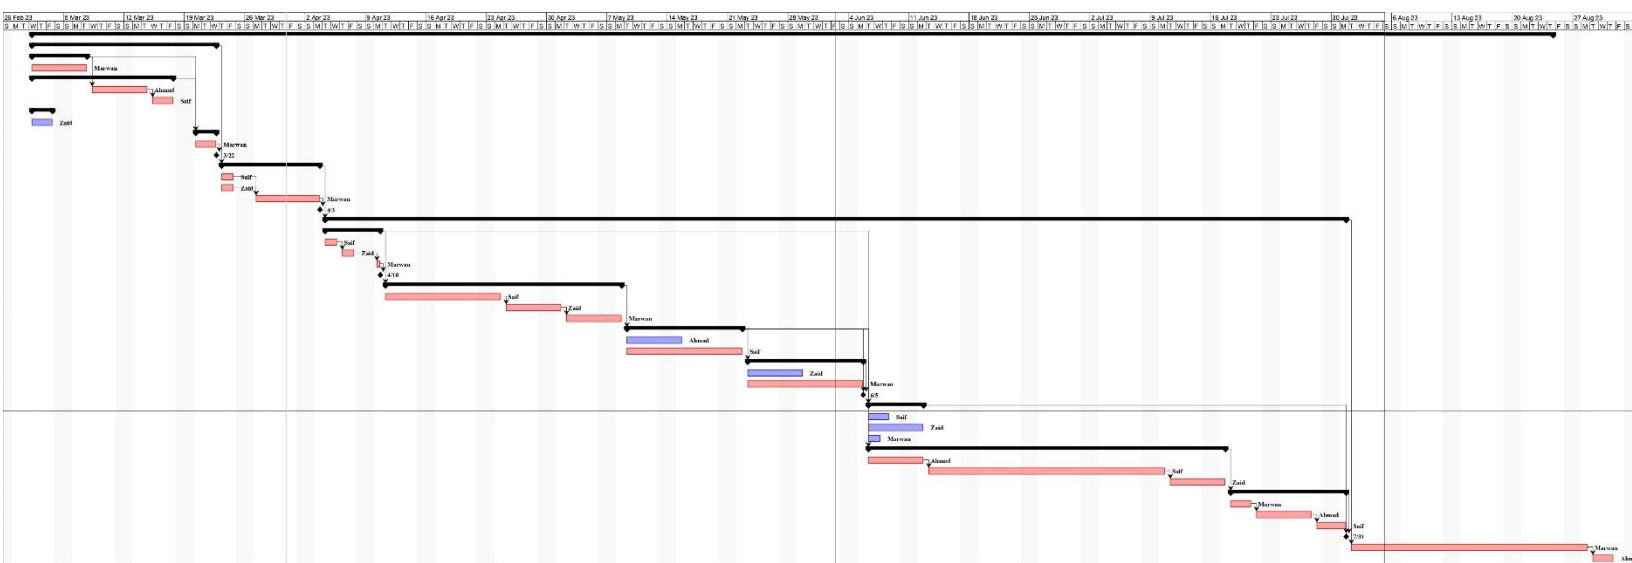 26 Feb 23 5 Mar 23 12 Mar 23 19 Mar 23 26 Mar 23 2 Apr 23 9 Apr 23 16 Apr 23 23 Apr 23 30 Apr 23 7 May 23 14 May 23 21 May 23 28 May 23 4 Jun 23 11 Jun 23 18 Jun 23 25 Jun 23 2 Jul 23 9 Jul 23 16 Jul 23 23 Jul 23 30 Jul 23 6 Aug 23 13 Aug 23 20 Aug 23 27 Aug 23
Marwan
Ahmad
Saif
Zaid
Marwan
3/22
Saif
Zaid
Marwan
4/3
Saif
Zaid
Marwan
4/10
Saif
Zaid
Marwan
Ahmad
Saif
Zaid
Marwan
6/5
Saif
Zaid
Marwan
Ahmad
Saif
Zaid
Marwan
Ahmad
Saif
7/31
Marwan